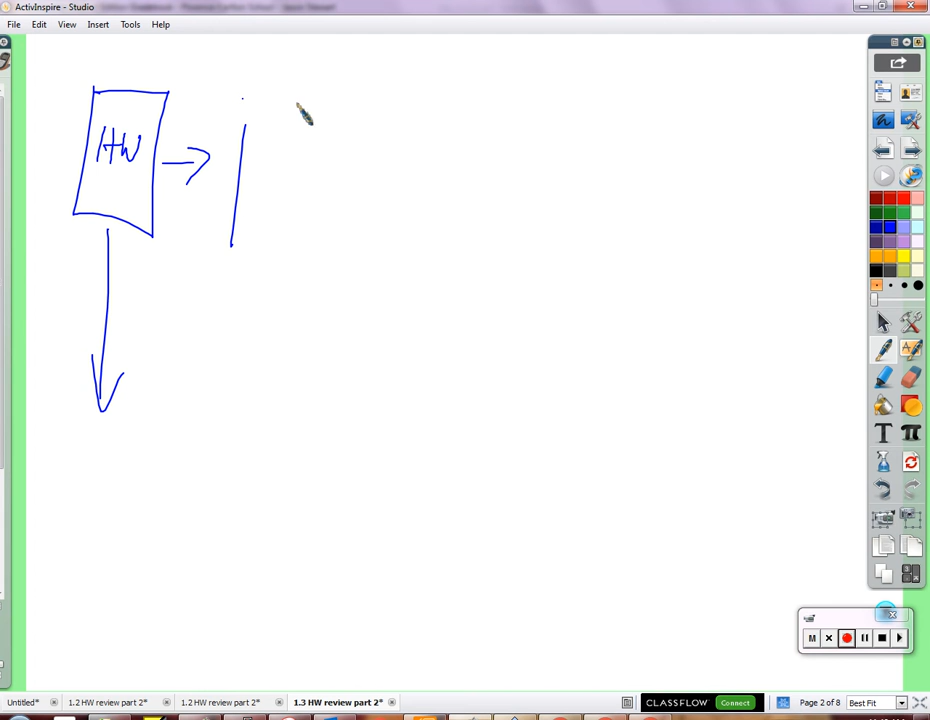 ActivInspire - Studio
File Edit View Insert Tools Help
HW
M
CLASSFLOW Connect
Page 2 of 8
Best Fit
Untitled*
1.2 HW review part 2*
1.2 HW review part 2*
1.3 HW review part 2*